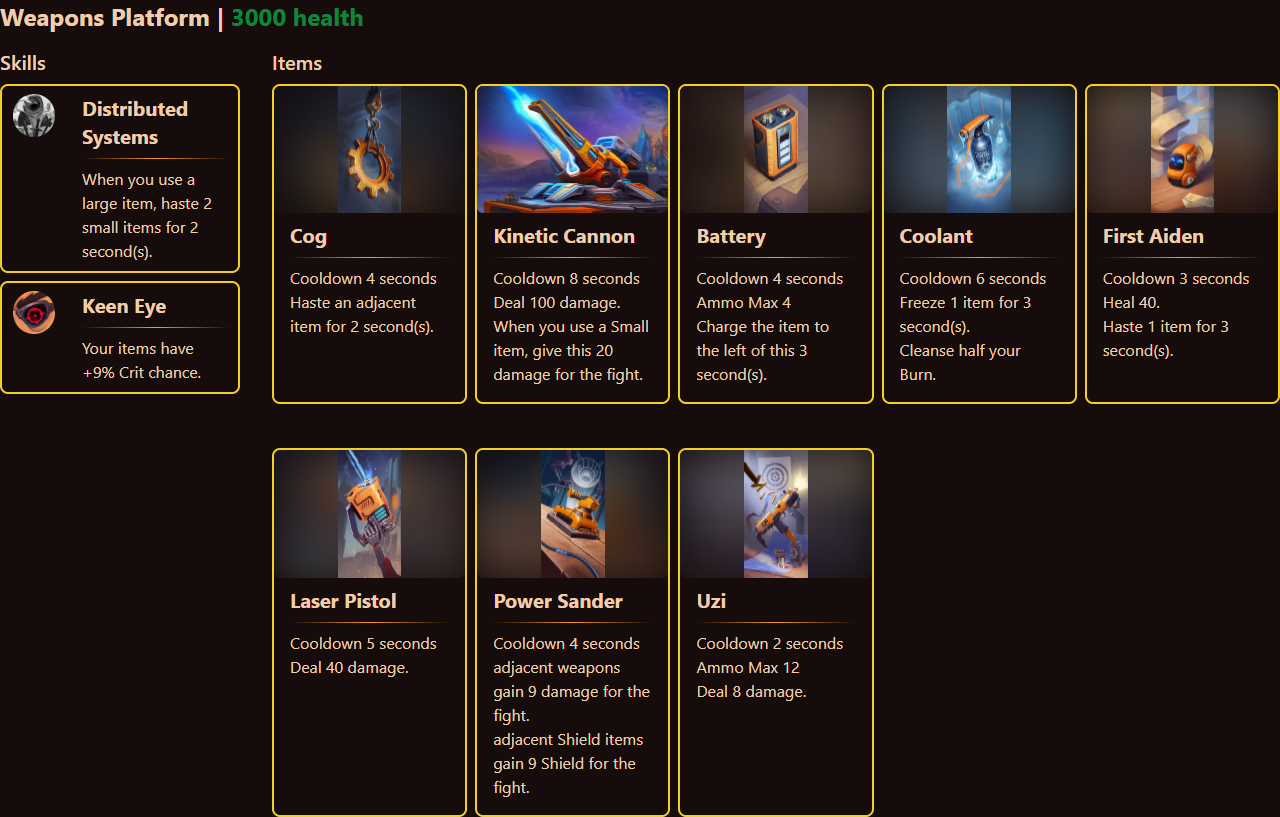 Weapons Platform | 3000 health
Skills
Distributed
Systems
When you use a
large item, haste 2
small items for 2
second(s).
Keen Eye
Your items have
+9% Crit chance.
Items
Cog
Cooldown 4 seconds
Haste an adjacent
item for 2 second(s).
Kinetic Cannon
Cooldown 8 seconds
Deal 100 damage.
When you use a Small
item, give this 20
damage for the fight.
Battery
Cooldown 4 seconds
Ammo Max 4
Charge the item to
the left of this 3
second(s).
Coolant
Cooldown 6 seconds
Freeze 1 item for 3
second(s).
Cleanse half your
Burn.
First Aiden
Cooldown 3 seconds
Heal 40.
Haste 1 item for 3
second(s).
Laser Pistol
Cooldown 5 seconds
Deal 40 damage.
Power Sander
Cooldown 4 seconds
adjacent weapons
gain 9 damage for the
fight.
adjacent Shield items
gain 9 Shield for the
fight.
Uzi
Cooldown 2 seconds
Ammo Max 12
Deal 8 damage.